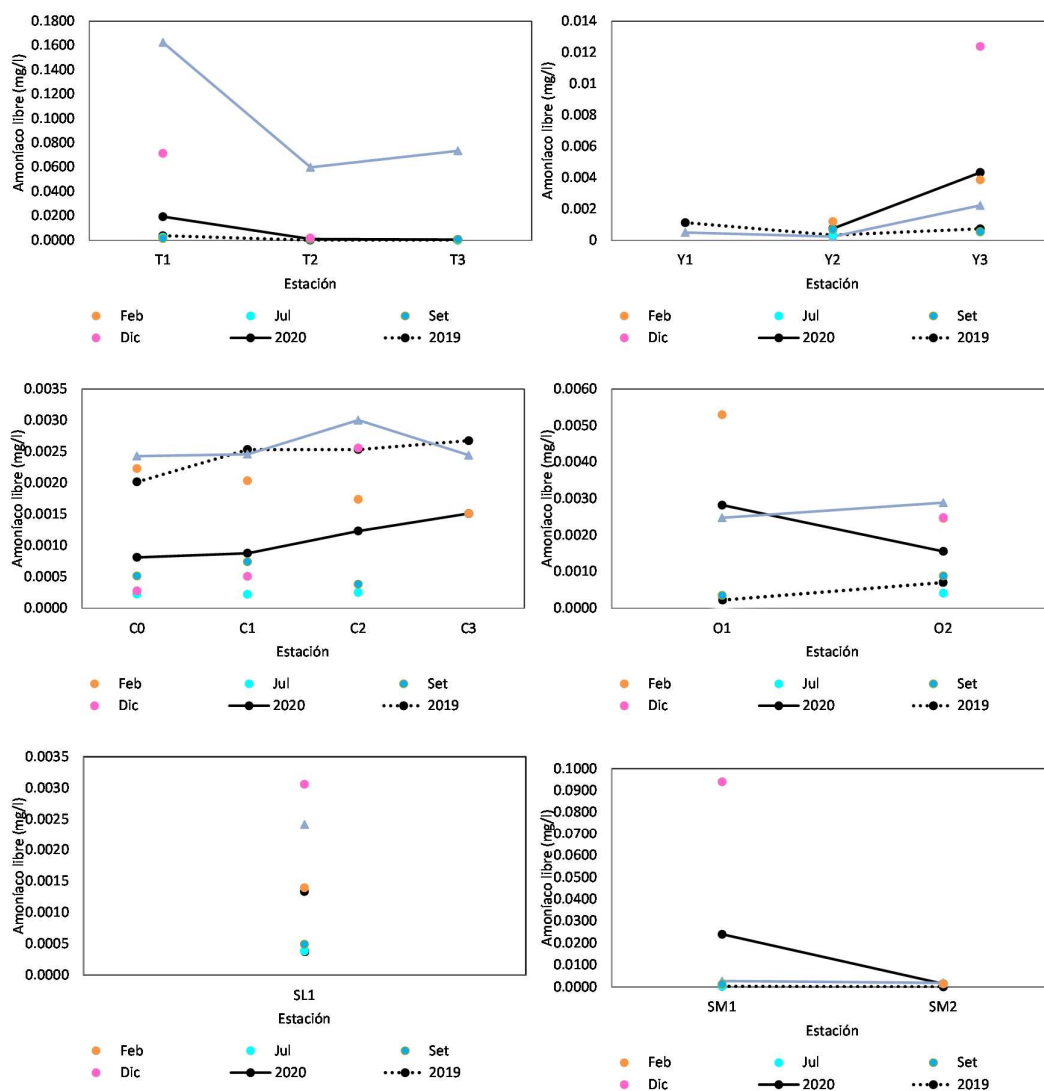 Amoníaco libre (mg/l)
0.1800
0.1600
0.1400
0.1200
0.1000
0.0800
0.0600
0.0400
0.0200
0.0000
T1 T2 T3
Estación
Feb Jul Set
Dic 2020 2019
Amoníaco libre (mg/l)
0.014
0.012
0.01
0.008
0.006
0.004
0.002
0
Y1 Y2 Y3
Estación
Feb Jul Set
Dic 2020 2019
Amoníaco libre (mg/l)
0.0035
0.0030
0.0025
0.0020
0.0015
0.0010
0.0005
0.0000
C0 C1 C2 C3
Estación
Feb Jul Set
Dic 2020 2019
Amoníaco libre (mg/l)
0.0060
0.0050
0.0040
0.0030
0.0020
0.0010
0.0000
O1 O2
Estación
Feb Jul Set
Dic 2020 2019
Amoníaco libre (mg/l)
0.0035
0.0030
0.0025
0.0020
0.0015
0.0010
0.0005
0.0000
SL1
Estación
Feb Jul Set
Dic 2020 2019
Amoníaco libre (mg/l)
0.1000
0.0900
0.0800
0.0700
0.0600
0.0500
0.0400
0.0300
0.0200
0.0100
0.0000
SM1 SM2
Estación
Feb Jul Set
Dic 2020 2019